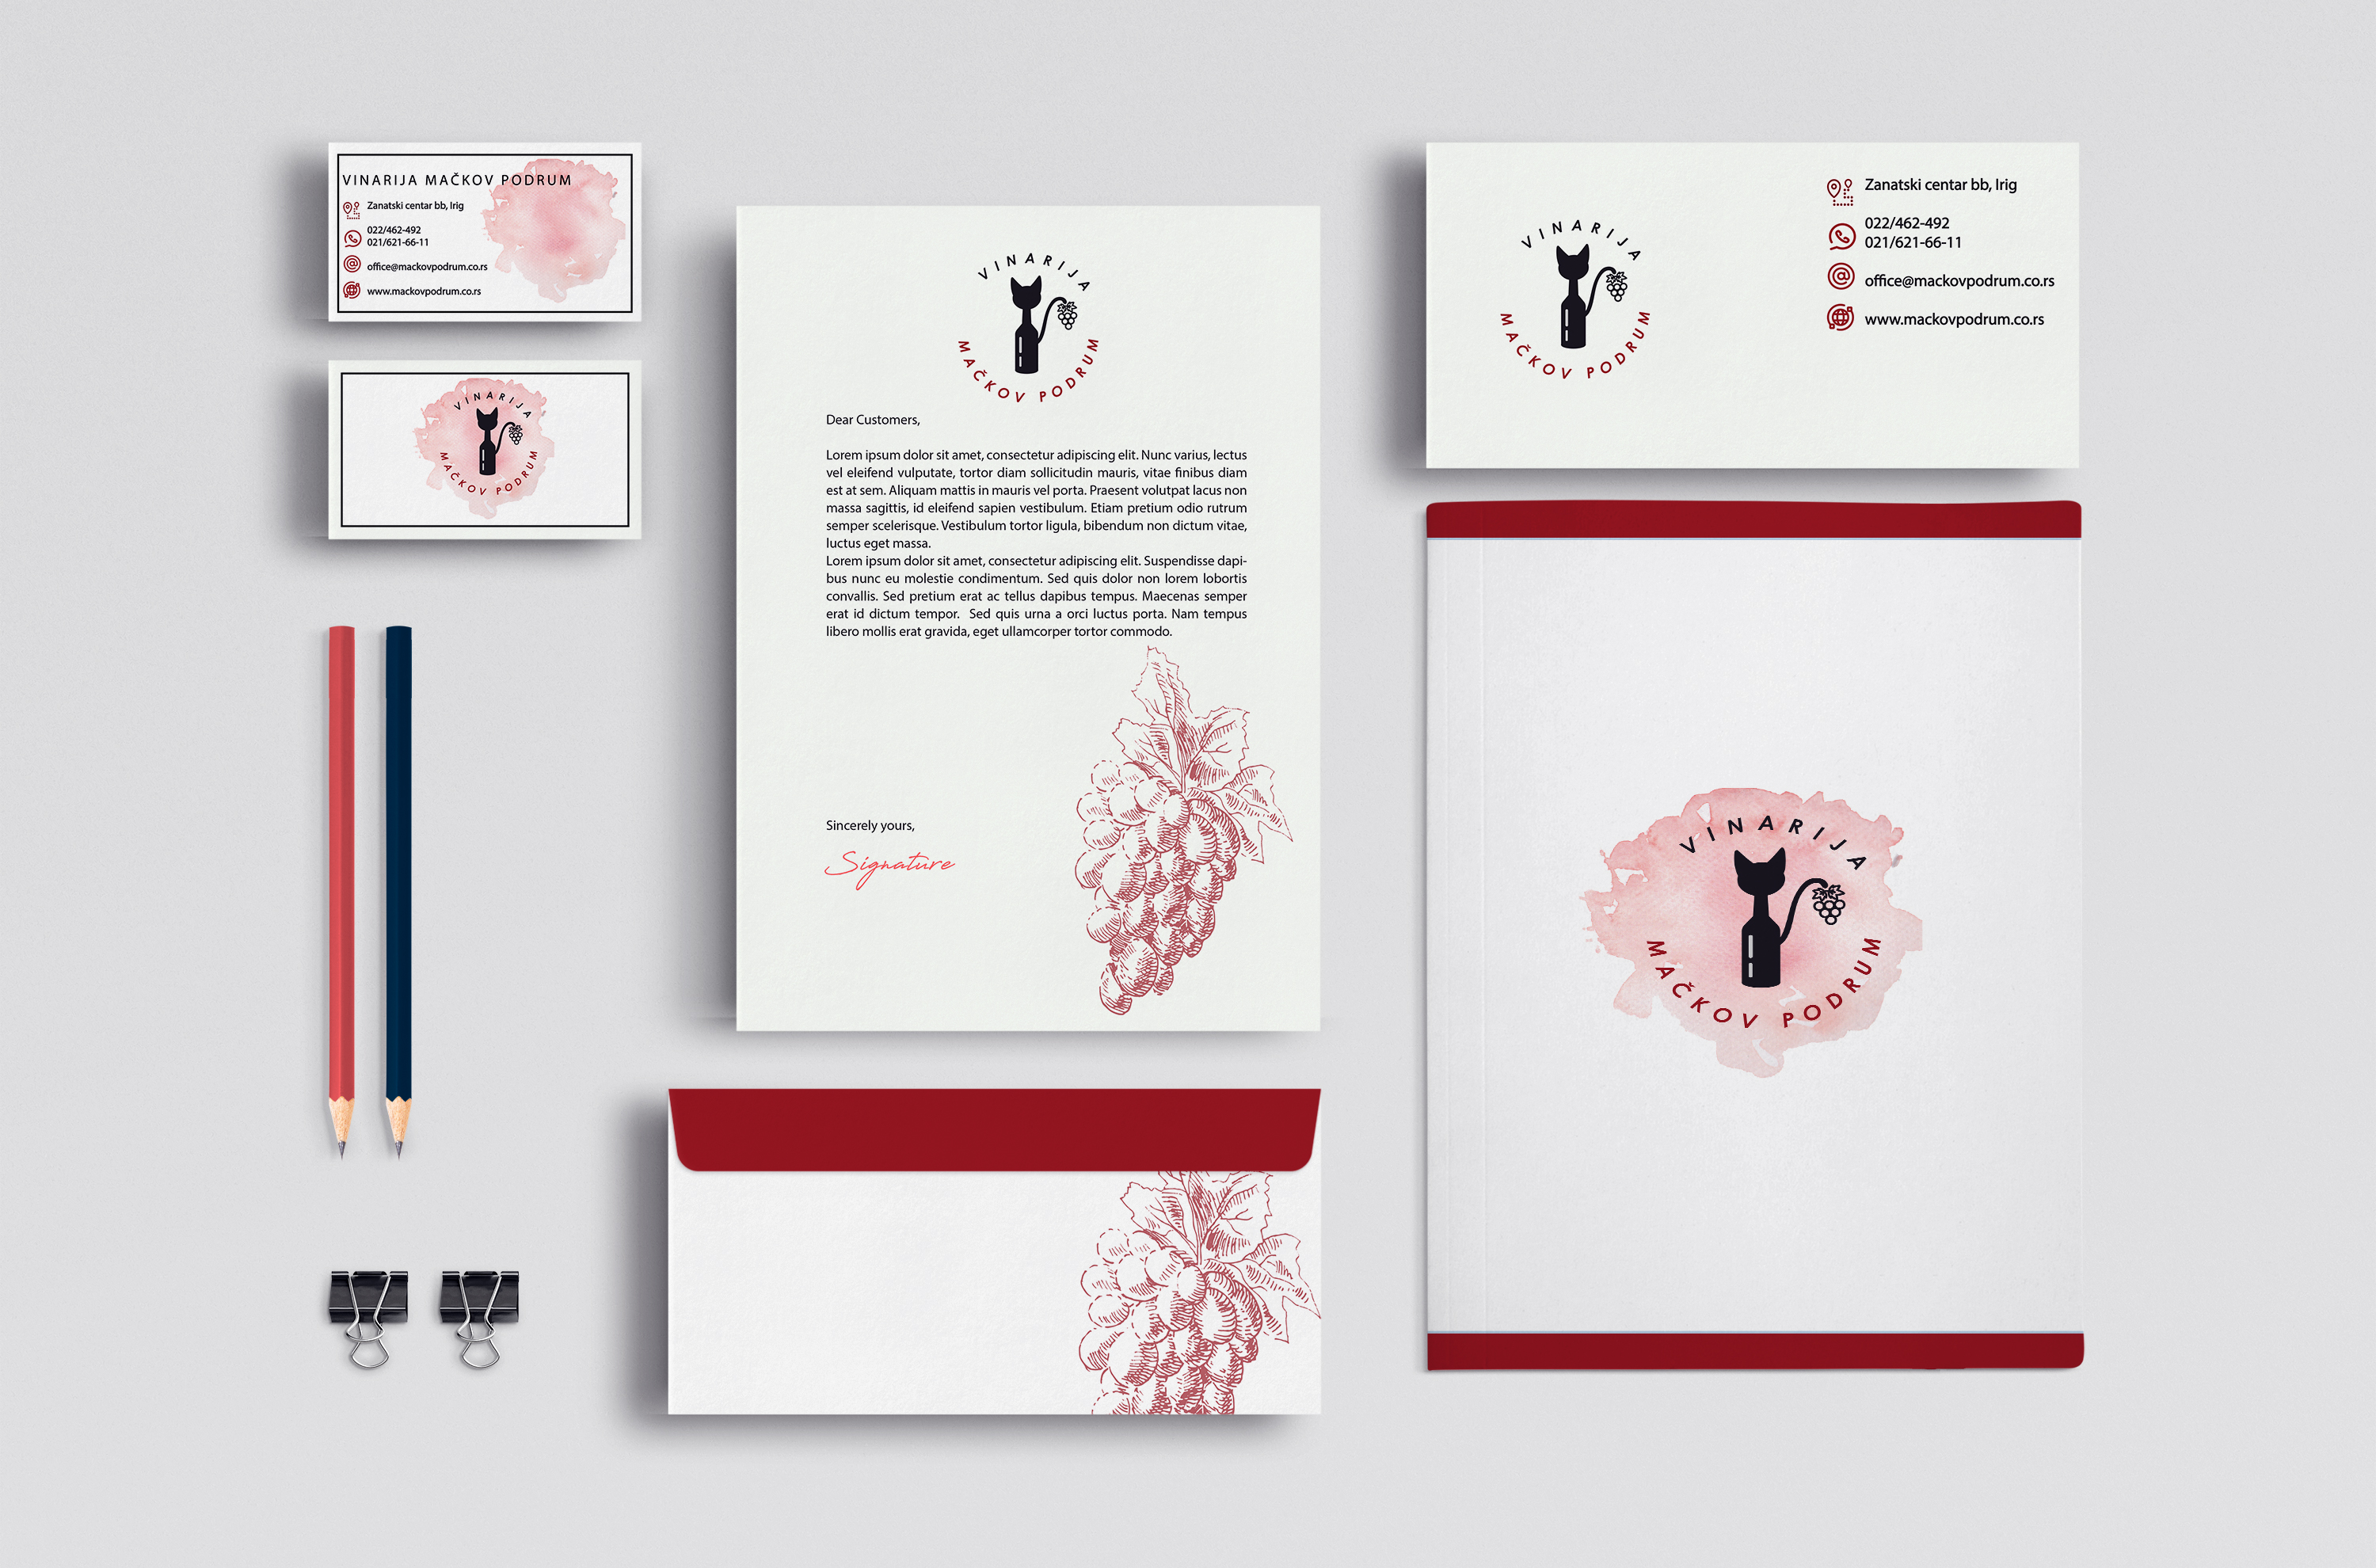 VINARIJA MAČKOV PODRUM
Zanatski centar bb, Irig
022/462-492
021/621-66-11
office@mackovpodrum.co.rs
www.mackovpodrum.co.rs
VINARIJA
MAČKOV PODRUM
VINARIJA
MAČKOV PODRUM
Dear Customers,
Lorem ipsum dolor sit amet, consectetur adipiscing elit. Nunc varius, lectus
vel eleifend vulputate, tortor diam sollicitudin mauris, vitae finibus diam
est at sem. Aliquam mattis in mauris vel porta. Praesent volutpat lacus non
massa sagittis, id eleifend sapien vestibulum. Etiam pretium odio rutrum
semper scelerisque. Vestibulum tortor ligula, bibendum non dictum vitae,
luctus eget massa.
Lorem ipsum dolor sit amet, consectetur adipiscing elit. Suspendisse dapi-
bus nunc eu molestie condimentum. Sed quis dolor non lorem lobortis
convallis. Sed pretium erat ac tellus dapibus tempus. Maecenas semper
erat id dictum tempor. Sed quis urna a orci luctus porta. Nam tempus
libero mollis erat gravida, eget ullamcorper tortor commodo.
Sincerely yours,
Signature
VINARIJA
MAČKOV PODRUM
Zanatski centar bb, Irig
022/462-492
021/621-66-11
office@mackovpodrum.co.rs
www.mackovpodrum.co.rs
VINARIJA
MAČKOV PODRUM